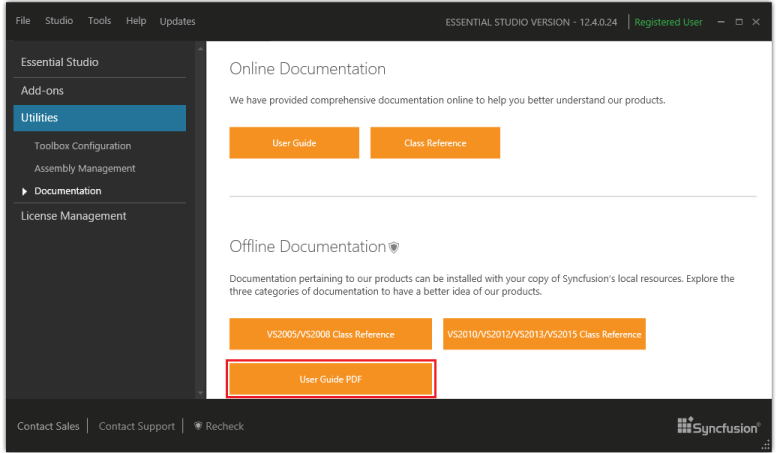 File Studio Tools Help Updates
ESSENTIAL STUDIO VERSION - 12.4.0.24 Registered User
Essential Studio
Add-ons
Utilities
Toolbox Configuration
Assembly Management
Documentation
License Management
Online Documentation
We have provided comprehensive documentation online to help you better understand our products.
User Guide
Class Reference
Offline Documentation
Documentation pertaining to our products can be installed with your copy of Syncfusion's local resources. Explore the
three categories of documentation to have a better idea of our products.
VS2005/VS2008 Class Reference
VS2010/VS2012/VS2013/VS2015 Class Reference
User Guide PDF
Contact Sales Contact Support Recheck
Syncfusion®